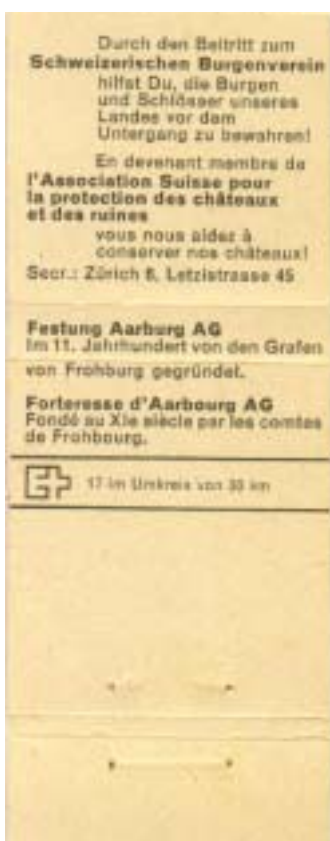 Durch den Beitritt zum
Schweizerischen Burgenverein
hilfst Du, die Burgen
und Schlösser unseres
Landes vor dem
Untergang zu bewahren!
En devenant membre de
l'Association Suisse pour
la protection des châteaux
et des ruines
vous nous aidez à
conserver nos châteaux!
Secr.: Zürich 6, Letzistrasse 45
Festung Aarburg AG
Im 11. Jahrhundert von den Grafen
von Frohburg gegründet.
Forteresse d'Aarbourg AG
Fondé au XIe siècle par les comtes
de Frohbourg.
17 im Umkreis von 30 km